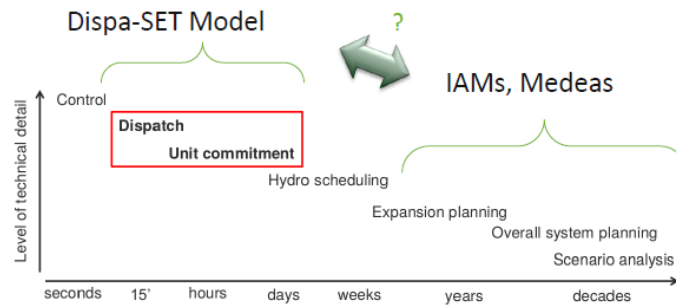 Dispa-SET Model
?
IAMs, Medeas
Level of technical detail
Control
Dispatch
Unit commitment
Hydro scheduling
Expansion planning
Overall system planning
Scenario analysis
seconds 15' hours days weeks years decades